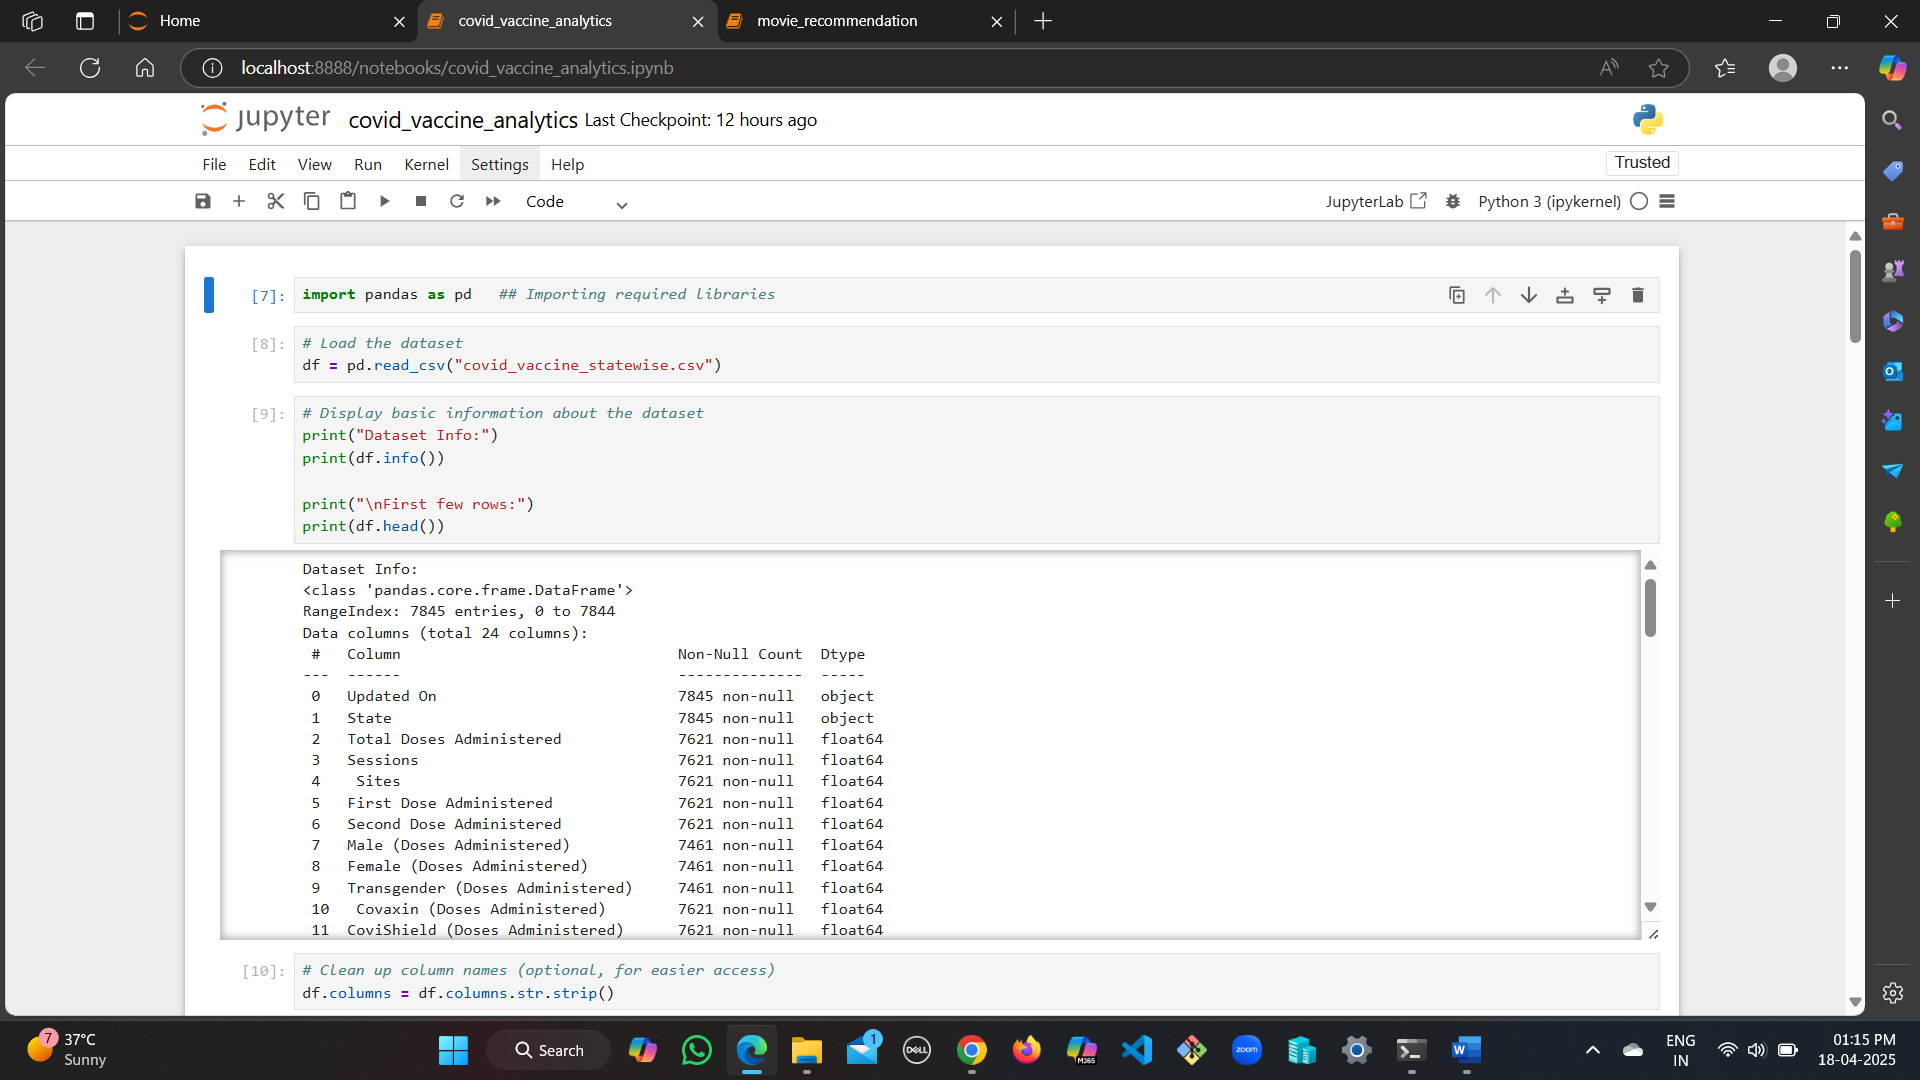 Home
covid_vaccine_analytics
movie_recommendation
localhost:8888/notebooks/covid_vaccine_analytics.ipynb
jupyter covid_vaccine_analytics Last Checkpoint: 12 hours ago
File Edit View Run Kernel Settings Help
Trusted
Code
JupyterLab
Python 3 (ipykernel)
[7]: import pandas as pd   ## Importing required libraries
[8]: # Load the dataset
df = pd.read_csv("covid_vaccine_statewise.csv")
[9]: # Display basic information about the dataset
print("Dataset Info:")
print(df.info())
print("\nFirst few rows:")
print(df.head())
Dataset Info:
<class 'pandas.core.frame.DataFrame'>
RangeIndex: 7845 entries, 0 to 7844
Data columns (total 24 columns):
#   Column   Non-Null Count  Dtype
---  ------   --------------  -----
0   Updated On   7845 non-null   object
1   State   7845 non-null   object
2   Total Doses Administered   7621 non-null   float64
3   Sessions   7621 non-null   float64
4    Sites   7621 non-null   float64
5   First Dose Administered   7621 non-null   float64
6   Second Dose Administered   7621 non-null   float64
7   Male (Doses Administered)   7461 non-null   float64
8   Female (Doses Administered)   7461 non-null   float64
9   Transgender (Doses Administered)   7461 non-null   float64
10   Covaxin (Doses Administered)   7621 non-null   float64
11  CoviShield (Doses Administered)   7621 non-null   float64
[10]: # Clean up column names (optional, for easier access)
df.columns = df.columns.str.strip()
7
37°C
Sunny
Search
M365
1
DELL
zoom
ENG
IN
01:15 PM
18-04-2025